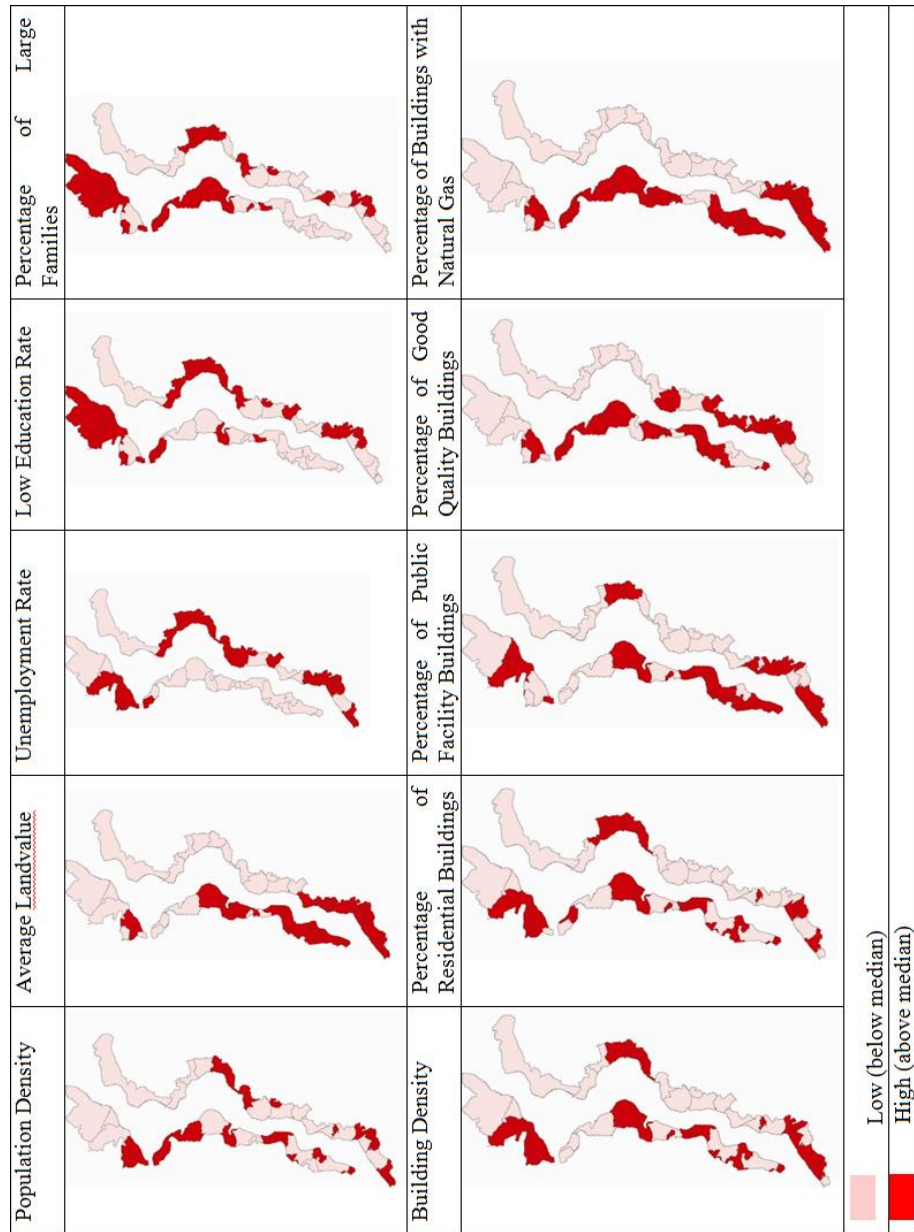 Population Density
Average Landvalue
Unemployment Rate
Low Education Rate
Percentage of Large
Families
Building Density
Percentage of
Residential Buildings
Percentage of Public
Facility Buildings
Percentage of Good
Quality Buildings
Percentage of Buildings with
Natural Gas
Low (below median)
High (above median)